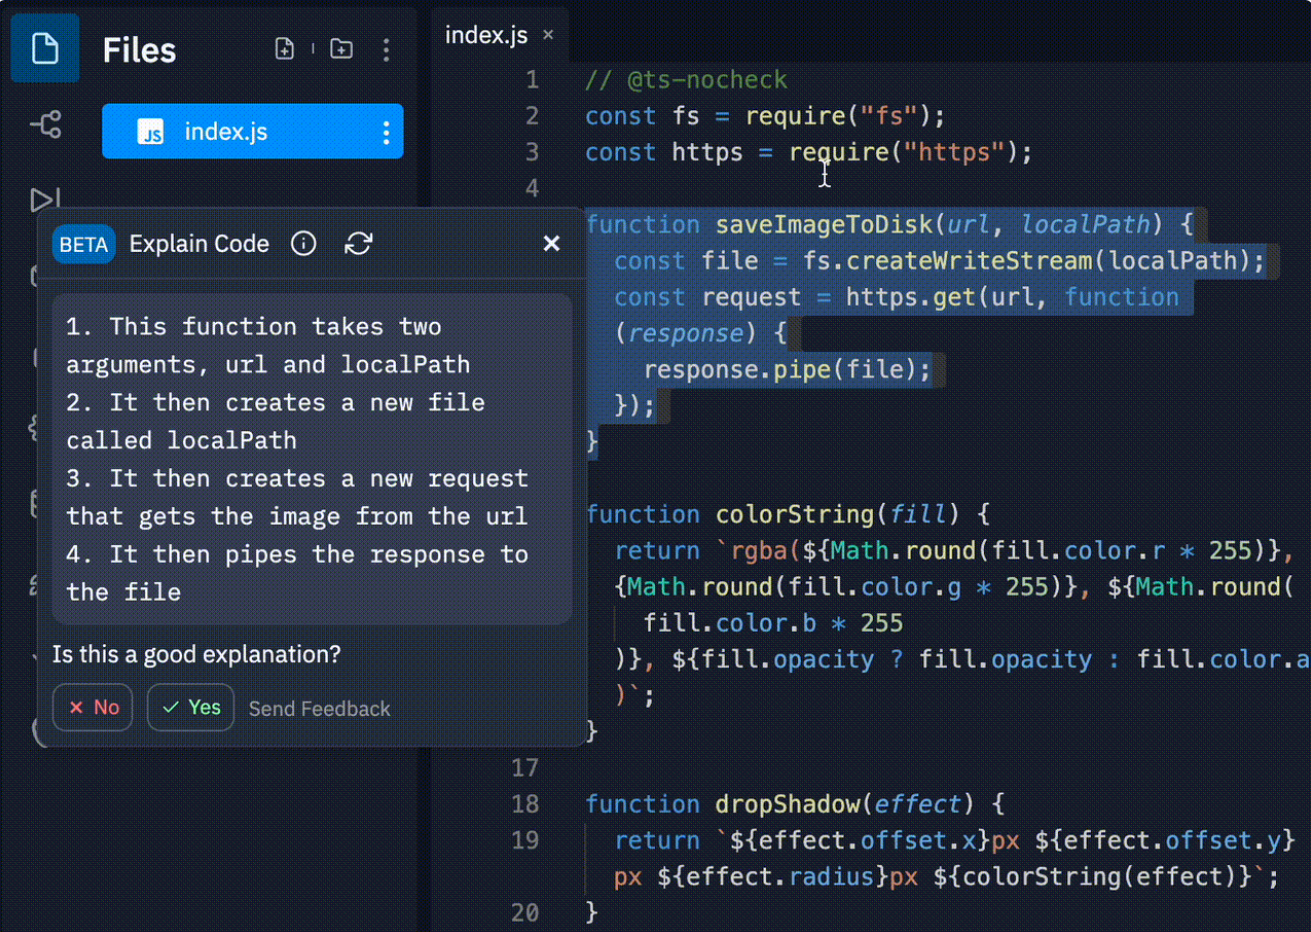 Files
index.js
JS index.js
BETA Explain Code
1. This function takes two
arguments, url and localPath
2. It then creates a new file
called localPath
3. It then creates a new request
that gets the image from the url
4. It then pipes the response to
the file
Is this a good explanation?
No Yes Send Feedback
1 // @ts-nocheck
2 const fs = require("fs");
3 const https = require("https");
4
function saveImageToDisk(url, localPath) {
const file = fs.createWriteStream(localPath);
const request = https.get(url, function
(response) {
response.pipe(file);
});
}
function colorString(fill) {
return `rgba(${Math.round(fill.color.r * 255)},
{Math.round(fill.color.g * 255)}, ${Math.round(
fill.color.b * 255
)}, ${fill.opacity ? fill.opacity : fill.color.a
)`;
}
17
18 function dropShadow(effect) {
19 return `${effect.offset.x}px ${effect.offset.y}
px ${effect.radius}px ${colorString(effect)}`;
20 }